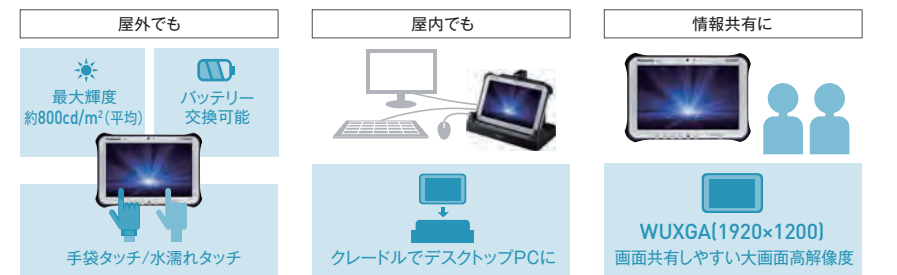 屋外でも
最大輝度
約800cd/m²(平均)
バッテリー
交換可能
手袋タッチ/水濡れタッチ
屋内でも
クレードルでデスクトップPCに
情報共有に
Panasonic
WUXGA(1920×1200)
画面共有しやすい大画面高解像度